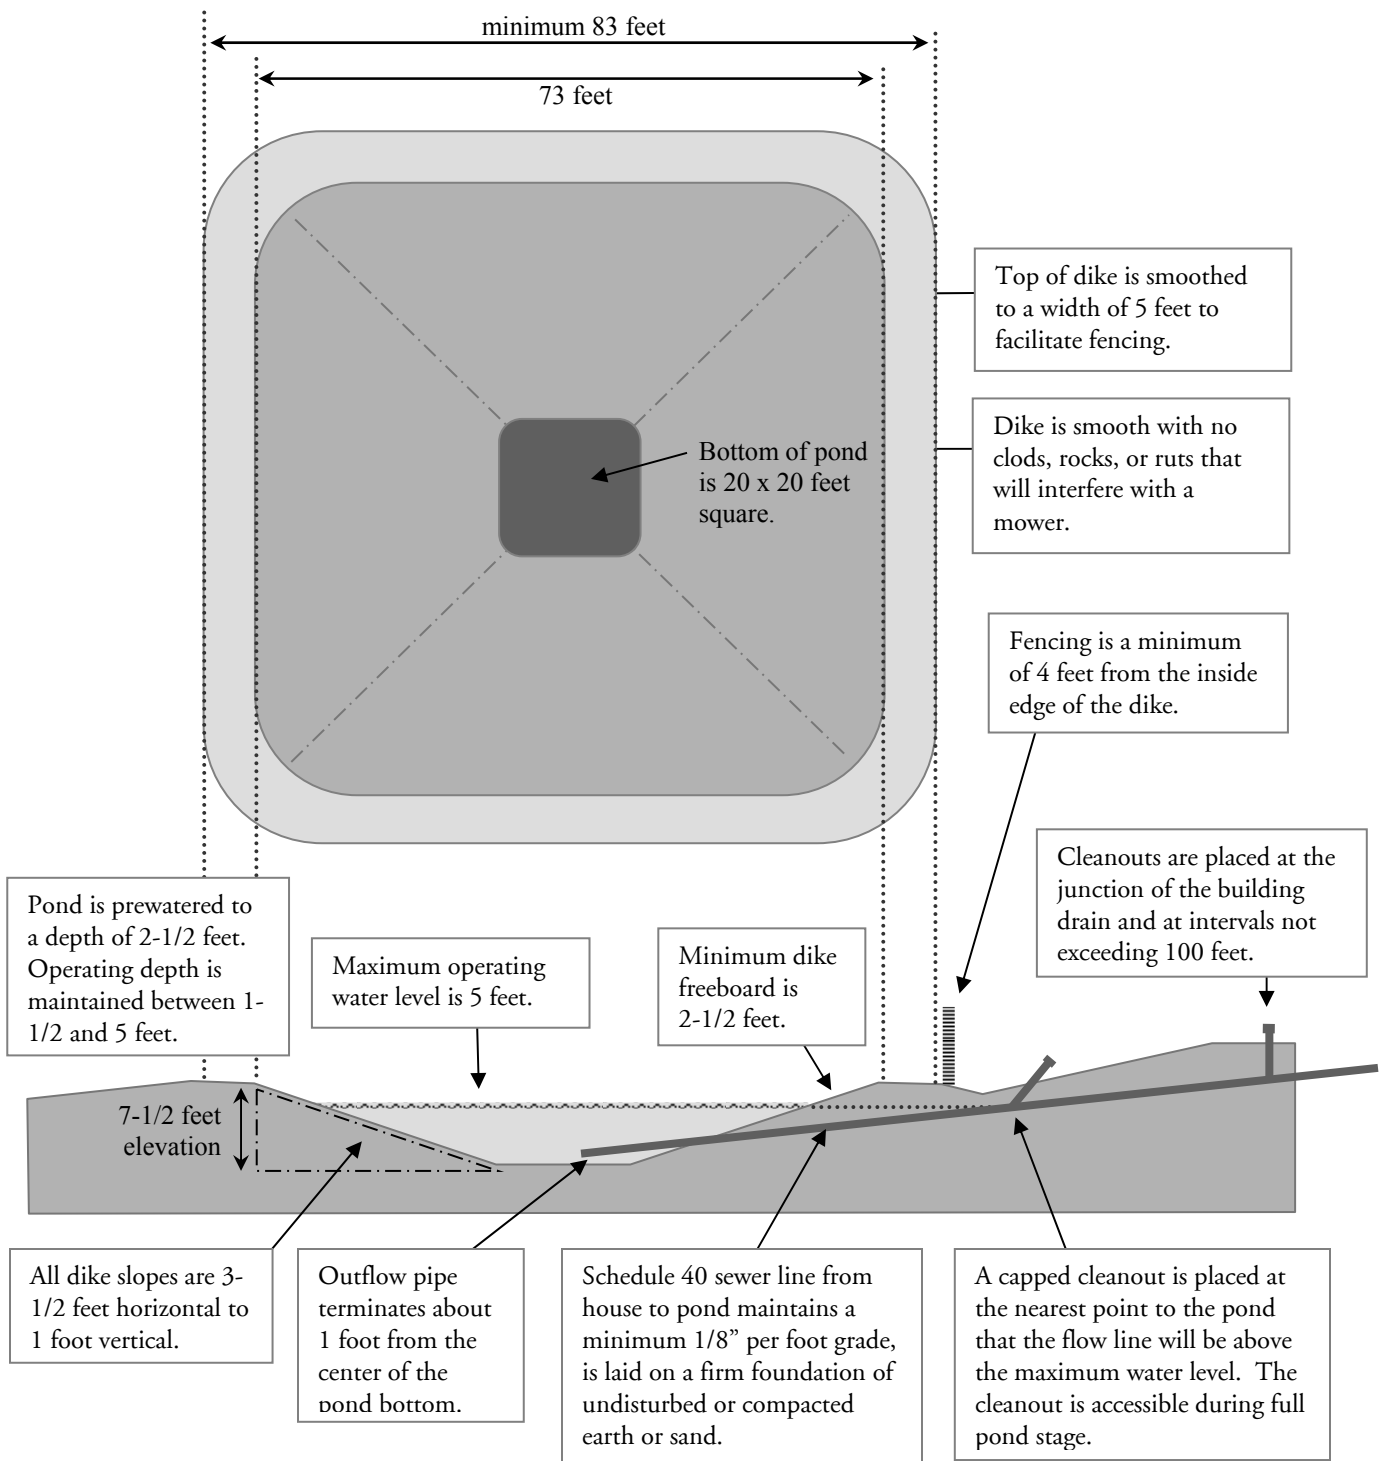 minimum 83 feet
73 feet
Top of dike is smoothed
to a width of 5 feet to
facilitate fencing.
Dike is smooth with no
clods, rocks, or ruts that
will interfere with a
mower.
Bottom of pond
is 20 x 20 feet
square.
Fencing is a minimum
of 4 feet from the inside
edge of the dike.
Cleanouts are placed at the
junction of the building
drain and at intervals not
exceeding 100 feet.
Pond is prewatered to
a depth of 2-1/2 feet.
Operating depth is
maintained between 1-
1/2 and 5 feet.
Maximum operating
water level is 5 feet.
Minimum dike
freeboard is
2-1/2 feet.
7-1/2 feet
elevation
All dike slopes are 3-
1/2 feet horizontal to
1 foot vertical.
Outflow pipe
terminates about
1 foot from the
center of the
pond bottom.
Schedule 40 sewer line from
house to pond maintains a
minimum 1/8” per foot grade,
is laid on a firm foundation of
undisturbed or compacted
earth or sand.
A capped cleanout is placed at
the nearest point to the pond
that the flow line will be above
the maximum water level.  The
cleanout is accessible during full
pond stage.